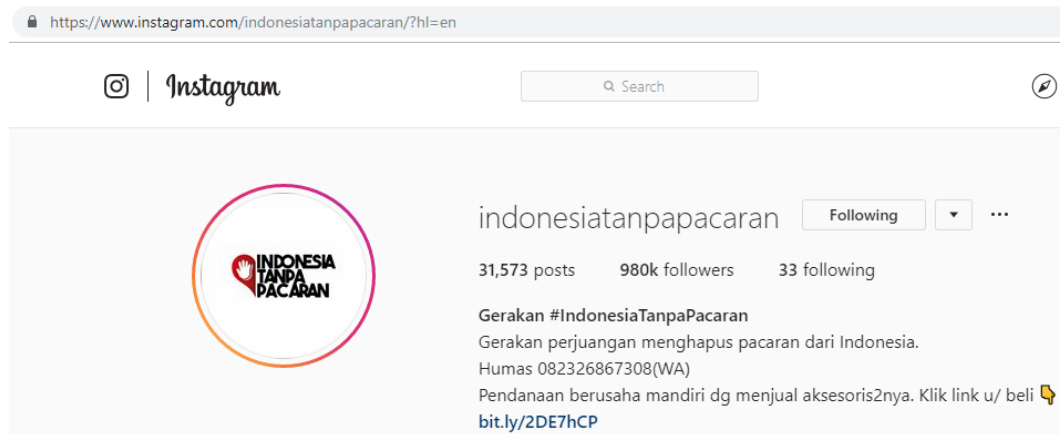 https://www.instagram.com/indonesiatanpapacaran/?hl=en
Instagram
Search
INDONESIA
TANPA
PACARAN
indonesiatanpapacaran Following
31,573 posts 980k followers 33 following
Gerakan #IndonesiaTanpaPacaran
Gerakan perjuangan menghapus pacaran dari Indonesia.
Humas 082326867308(WA)
Pendanaan berusaha mandiri dg menjual aksesoris2nya. Klik link u/ beli 👇
bit.ly/2DE7hCP